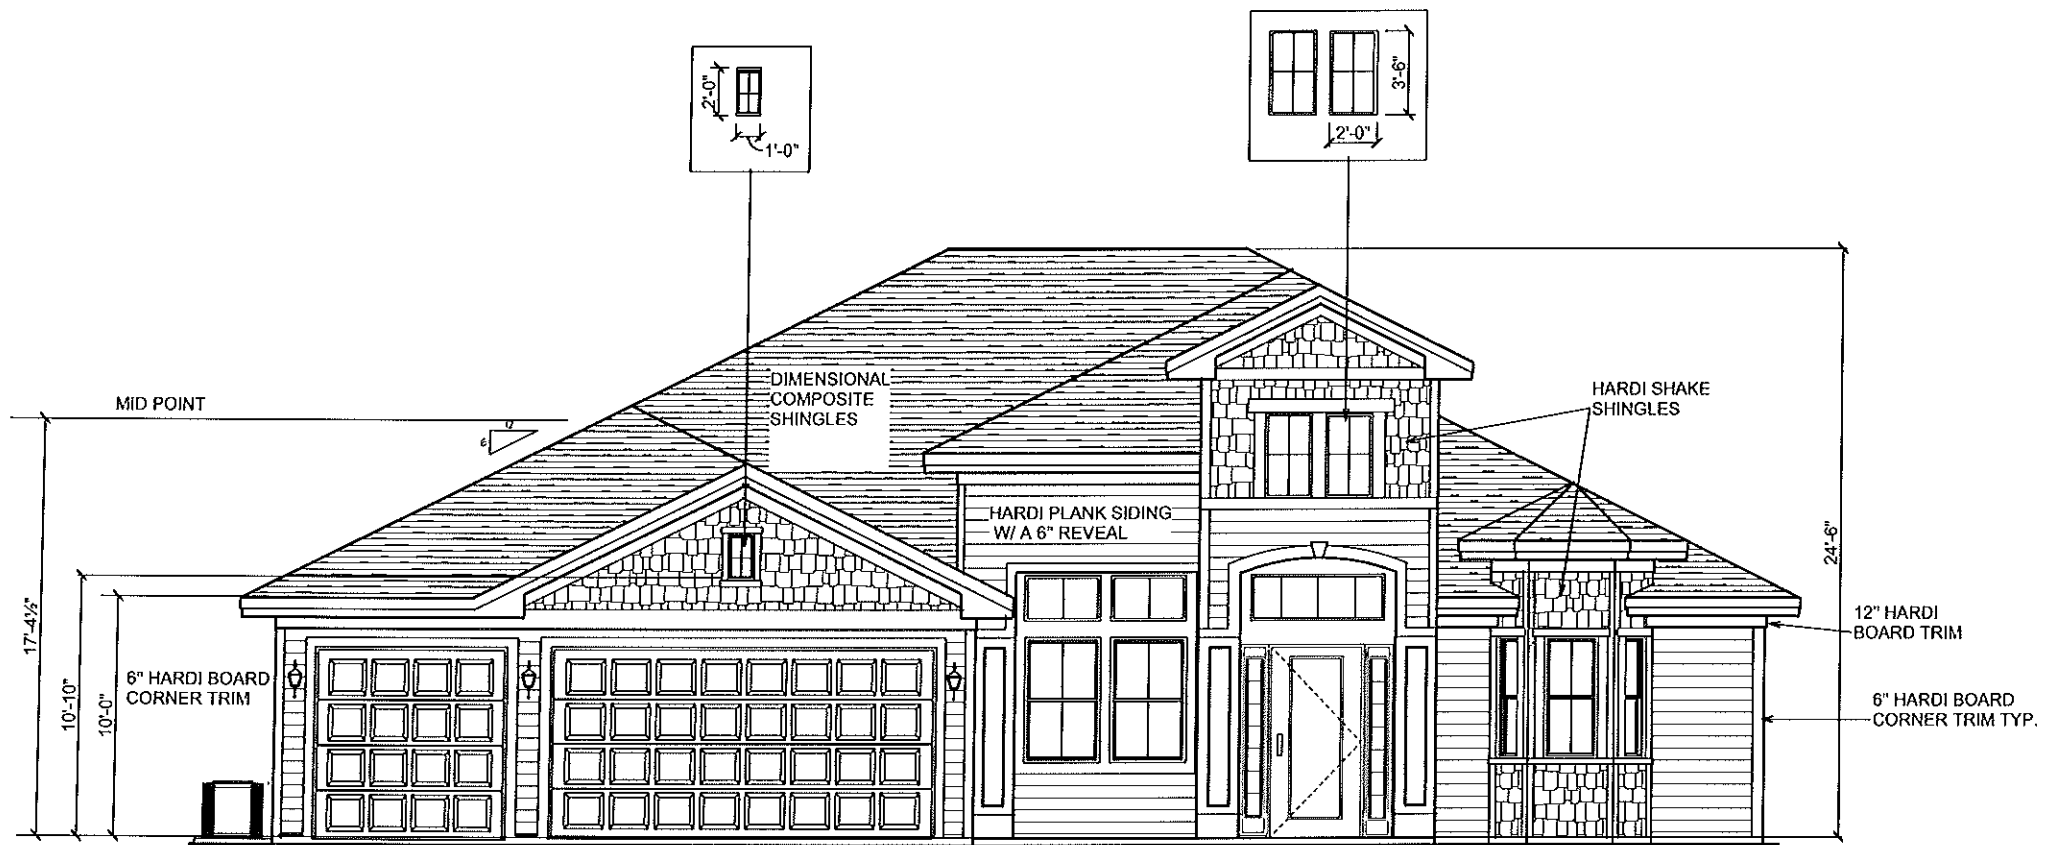 2'-0"
1'-0"
3'-6"
2'-0"
DIMENSIONAL
COMPOSITE
SHINGLES
MID POINT
12
6
HARDI SHAKE
SHINGLES
HARDI PLANK SIDING
W/ A 6" REVEAL
24'-6"
17'-4½"
10'-10"
10'-0"
6" HARDI BOARD
CORNER TRIM
12" HARDI
BOARD TRIM
6" HARDI BOARD
CORNER TRIM TYP.